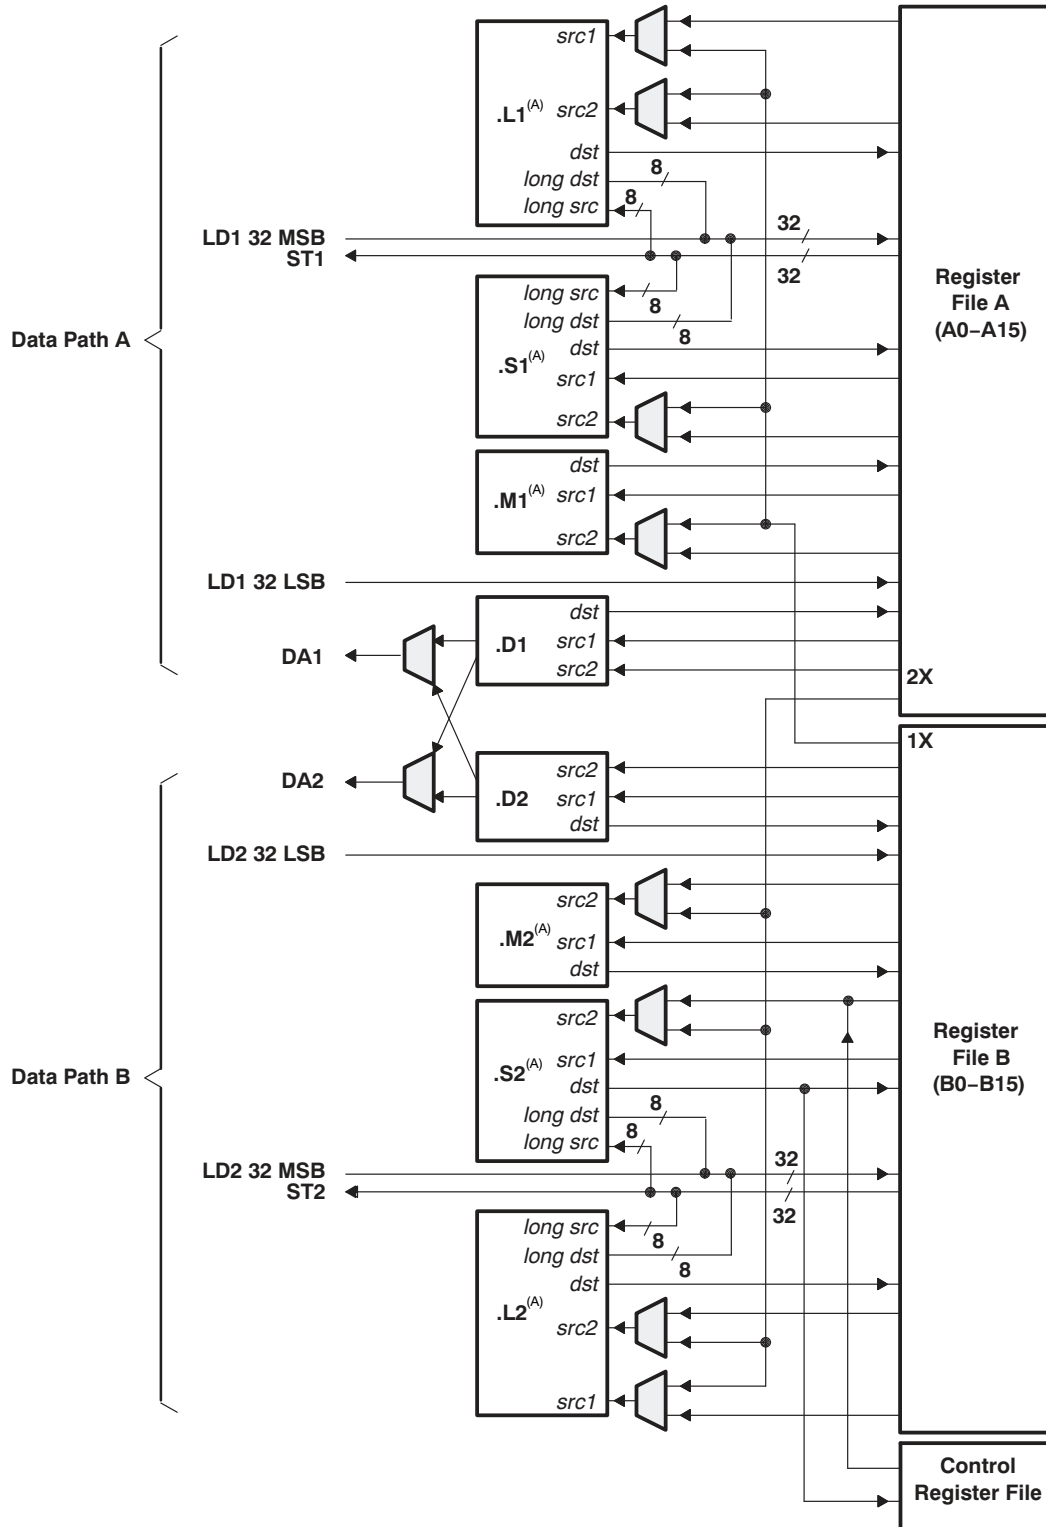 src1
.L1(A)
src2
dst
long dst
8
long src
8
LD1 32 MSB
32
ST1
32
Register
File A
(A0–A15)
long src
8
long dst
8
dst
.S1(A)
src1
src2
Data Path A
dst
.M1(A)
src1
src2
LD1 32 LSB
dst
.D1
src1
src2
DA1
2X
1X
DA2
src2
.D2
src1
dst
LD2 32 LSB
src2
.M2(A)
src1
dst
src2
.S2(A)
src1
dst
long dst
8
long src
8
Register
File B
(B0–B15)
Data Path B
LD2 32 MSB
32
ST2
32
long src
8
long dst
8
dst
.L2(A)
src2
src1
Control
Register File